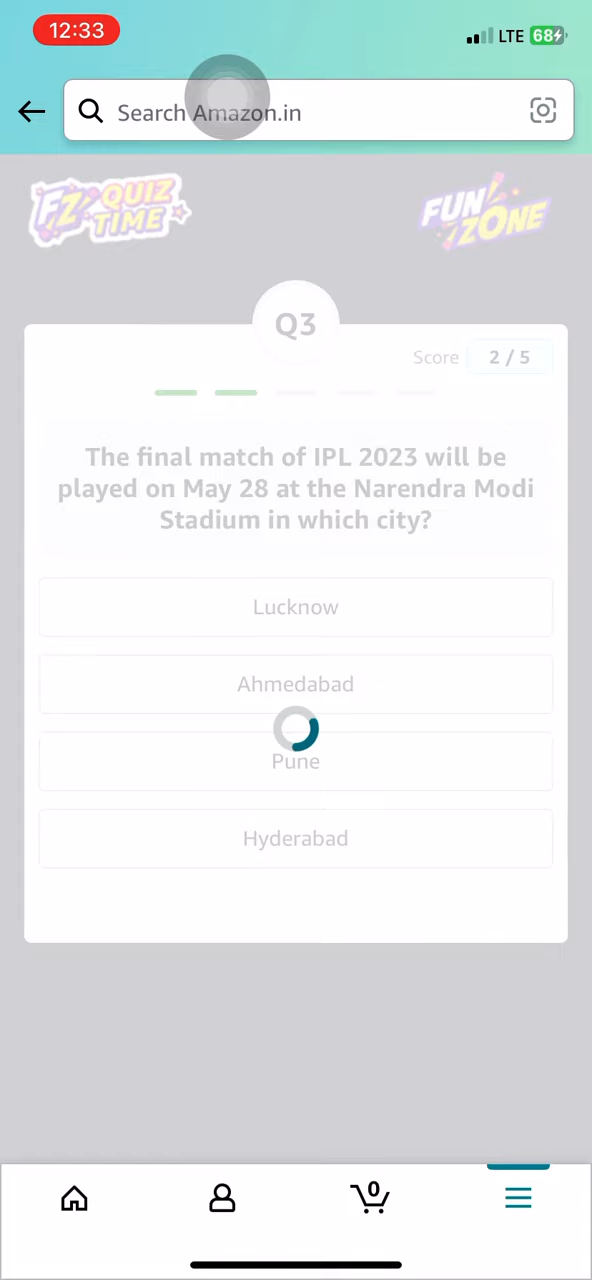 12:33
LTE 68
Search Amazon.in
FZ QUIZ TIME
FUN ZONE
Q3
Score 2 / 5
The final match of IPL 2023 will be
played on May 28 at the Narendra Modi
Stadium in which city?
Lucknow
Ahmedabad
Pune
Hyderabad
0